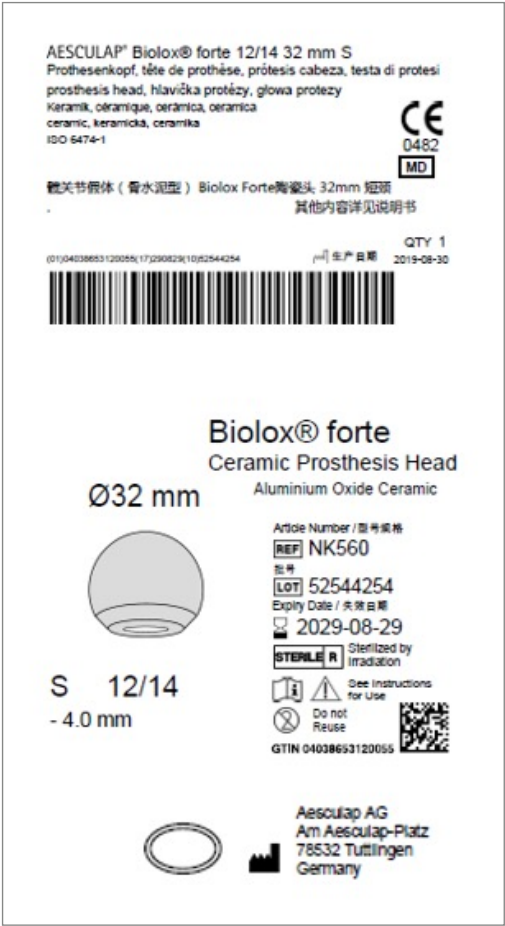 AESCULAP® Biolox® forte 12/14 32 mm S
Prothesenkopf, tête de prothèse, prótesis cabeza, testa di protesi
prosthesis head, hlavička protézy, głowa protezy
Keramik, céramique, cerámica, ceramica
ceramic, keramická, ceramika
ISO 6474-1
CE
0482
MD
髋关节假体（骨水泥型） Biolox Forte陶瓷头 32mm 短颈
. 其他内容详见说明书
QTY 1
(01)04038653120055(17)290829(10)52544254 生产日期 2019-08-30
Biolox® forte
Ceramic Prosthesis Head
Aluminium Oxide Ceramic
Ø32 mm
Article Number / 型号规格
REF NK560
批号
LOT 52544254
Expiry Date / 失效日期
2029-08-29
STERILE R Sterilized by
Irradiation
See Instructions
for Use
Do not
Reuse
GTIN 04038653120055
S 12/14
- 4.0 mm
Aesculap AG
Am Aesculap-Platz
78532 Tuttlingen
Germany